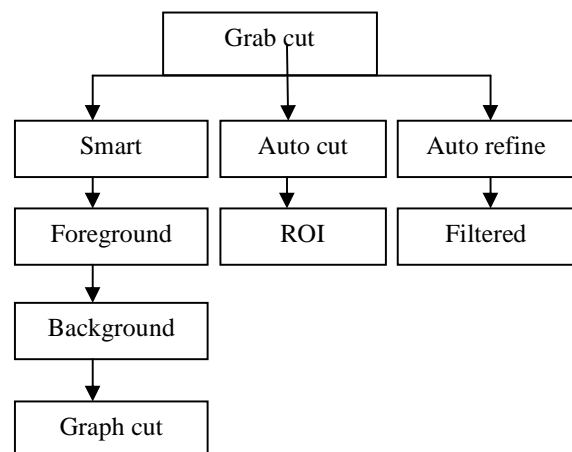 Grab cut
Smart
Auto cut
Auto refine
Foreground
ROI
Filtered
Background
Graph cut